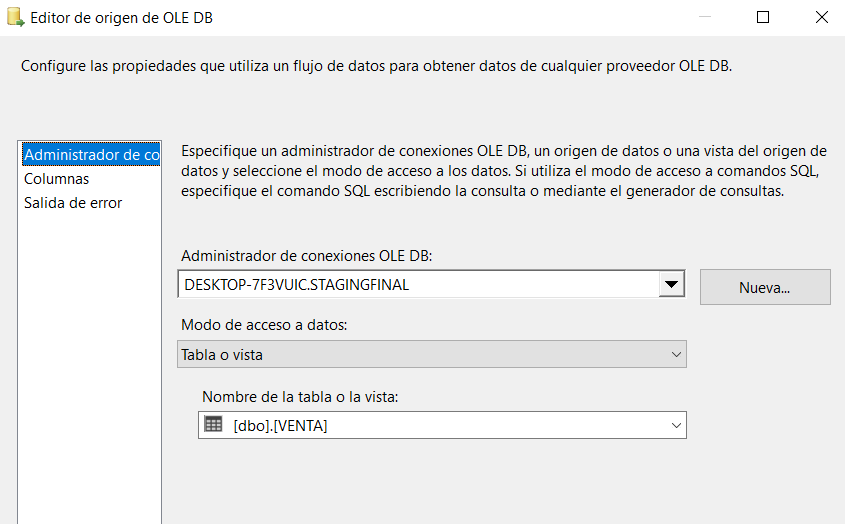 Editor de origen de OLE DB
Configure las propiedades que utiliza un flujo de datos para obtener datos de cualquier proveedor OLE DB.
Administrador de co
Columnas
Salida de error
Especifique un administrador de conexiones OLE DB, un origen de datos o una vista del origen de
datos y seleccione el modo de acceso a los datos. Si utiliza el modo de acceso a comandos SQL,
especifique el comando SQL escribiendo la consulta o mediante el generador de consultas.
Administrador de conexiones OLE DB:
DESKTOP-7F3VUIC.STAGINGFINAL
Nueva...
Modo de acceso a datos:
Tabla o vista
Nombre de la tabla o la vista:
[dbo].[VENTA]